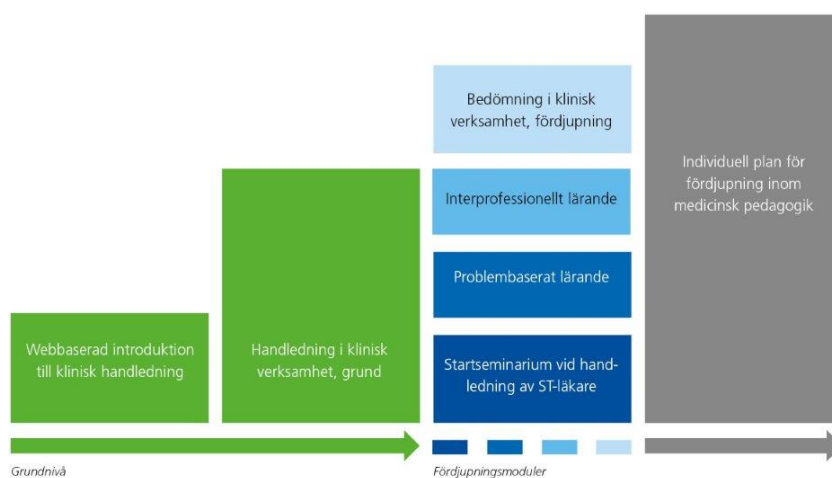 Bedömning i klinisk
verksamhet, fördjupning
Individuell plan för
fördjupning inom
medicinsk pedagogik
Interprofessionellt lärande
Problembaserat lärande
Webbaserad introduktion
till klinisk handledning
Handledning i klinisk
verksamhet, grund
Startseminarium vid hand-
ledning av ST-läkare
Grundnivå
Fördjupningsmoduler